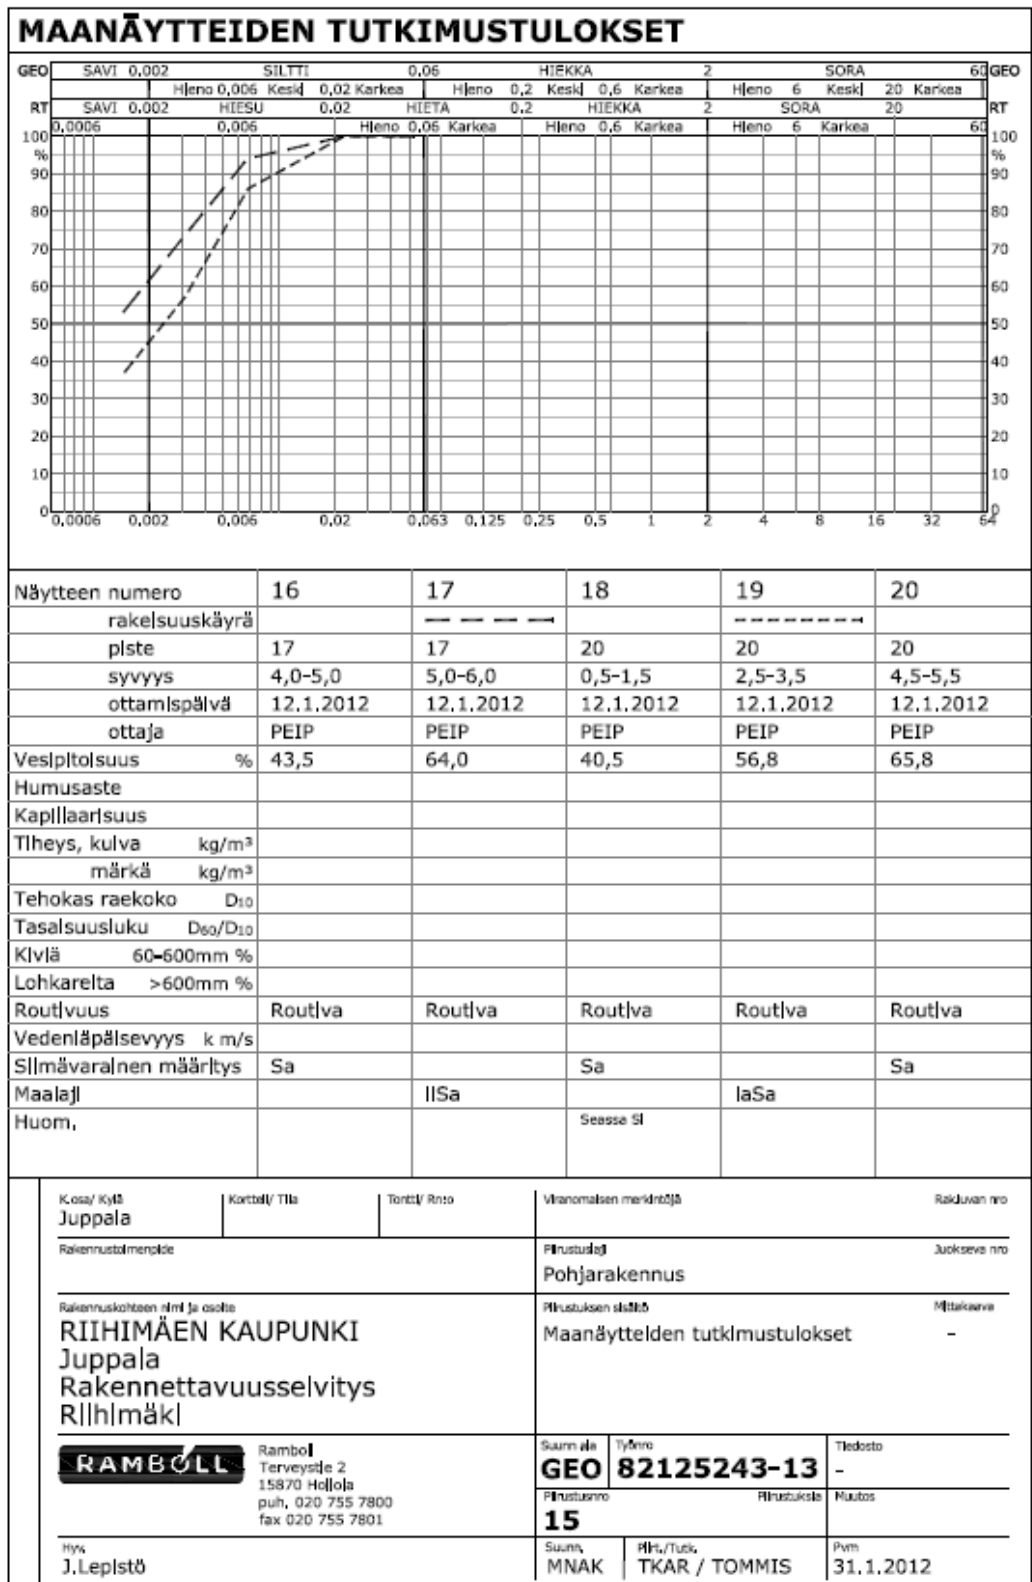 MAANÄYTTEIDEN TUTKIMUSTULOKSET
GEO SAVI 0,002 SILTTI 0,06 HIEKKA 2 SORA 60 GEO
Hieno 0,006 Keski 0,02 Karkea Hieno 0,2 Keski 0,6 Karkea Hieno 6 Keski 20 Karkea
RT SAVI 0,002 HIESU 0,02 HIETA 0,2 HIEKKA 2 SORA 20 RT
0,0006 0,006 Hieno 0,06 Karkea Hieno 0,6 Karkea Hieno 6 Karkea 60
100 100
% %
90 90
80 80
70 70
60 60
50 50
40 40
30 30
20 20
10 10
0 0
0,0006 0,002 0,006 0,02 0,063 0,125 0,25 0,5 1 2 4 8 16 32 64
Näytteen numero 16 17 18 19 20
rakeisuuskäyrä
piste 17 17 20 20 20
syvyys 4,0-5,0 5,0-6,0 0,5-1,5 2,5-3,5 4,5-5,5
ottamispäivä 12.1.2012 12.1.2012 12.1.2012 12.1.2012 12.1.2012
ottaja PEIP PEIP PEIP PEIP PEIP
Vesipitoisuus % 43,5 64,0 40,5 56,8 65,8
Humusaste
Kapillaarisuus
Tiheys, kuiva kg/m³
märkä kg/m³
Tehokas raekoko D10
Tasaisuusluku D60/D10
Kiviä 60-600mm %
Lohkareita >600mm %
Routivuus Routiva Routiva Routiva Routiva Routiva
Vedenläpäisevyys k m/s
Silmävarainen määritys Sa Sa Sa
Maalaji liSa laSa
Huom. Seassa Si
K.osa/ Kylä Kortteli/ Tila Tontti/ Rn:o Viranomaisen merkintöjä Rakluvan nro
Juppala
Rakennustoimenpide Piirustuslaji Juokseva nro
Pohjarakennus
Rakennuskohteen nimi ja osoite Piirustuksen sisältö Mittakaava
RIIHIMÄEN KAUPUNKI Maanäytteiden tutkimustulokset -
Juppala
Rakennettavuusselvitys
Riihimäki
RAMBOLL
Ramboll
Terveystie 2
15870 Hollola
puh. 020 755 7800
fax 020 755 7801
Suunn ala Työnro Tiedosto
GEO 82125243-13 -
Piirustusnro Piirustuksia Muutos
15
Hyv. Suunn. Piirt./Tutk. Pvm
J.Lepistö MNAK TKAR / TOMMIS 31.1.2012